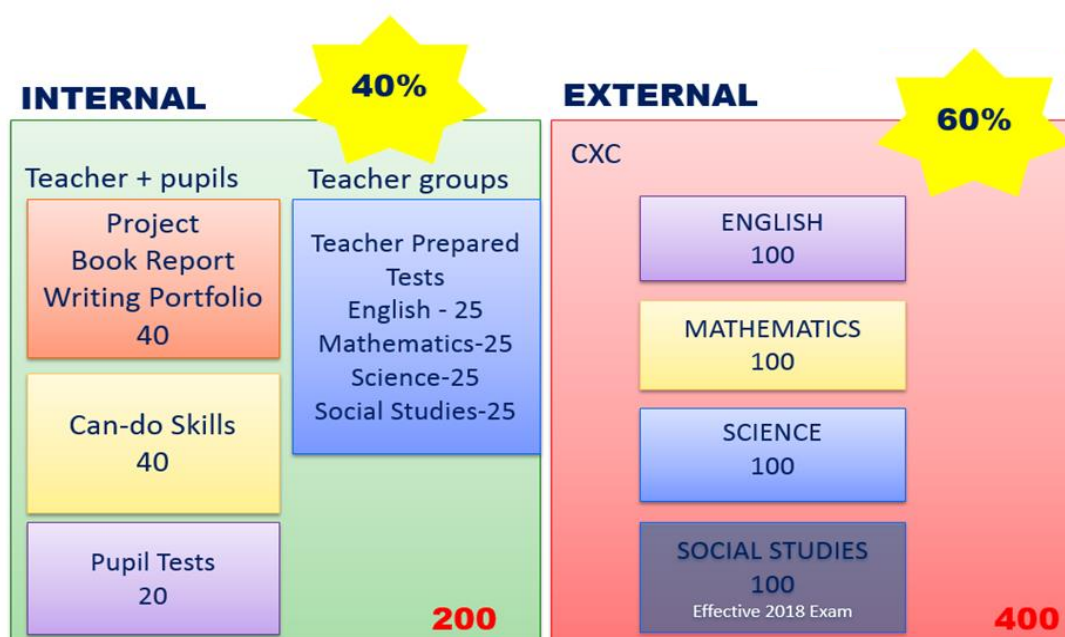 INTERNAL
40%
Teacher + pupils
Project
Book Report
Writing Portfolio
40
Can-do Skills
40
Pupil Tests
20
Teacher groups
Teacher Prepared
Tests
English - 25
Mathematics-25
Science-25
Social Studies-25
200
EXTERNAL
60%
CXC
ENGLISH
100
MATHEMATICS
100
SCIENCE
100
SOCIAL STUDIES
100
Effective 2018 Exam
400